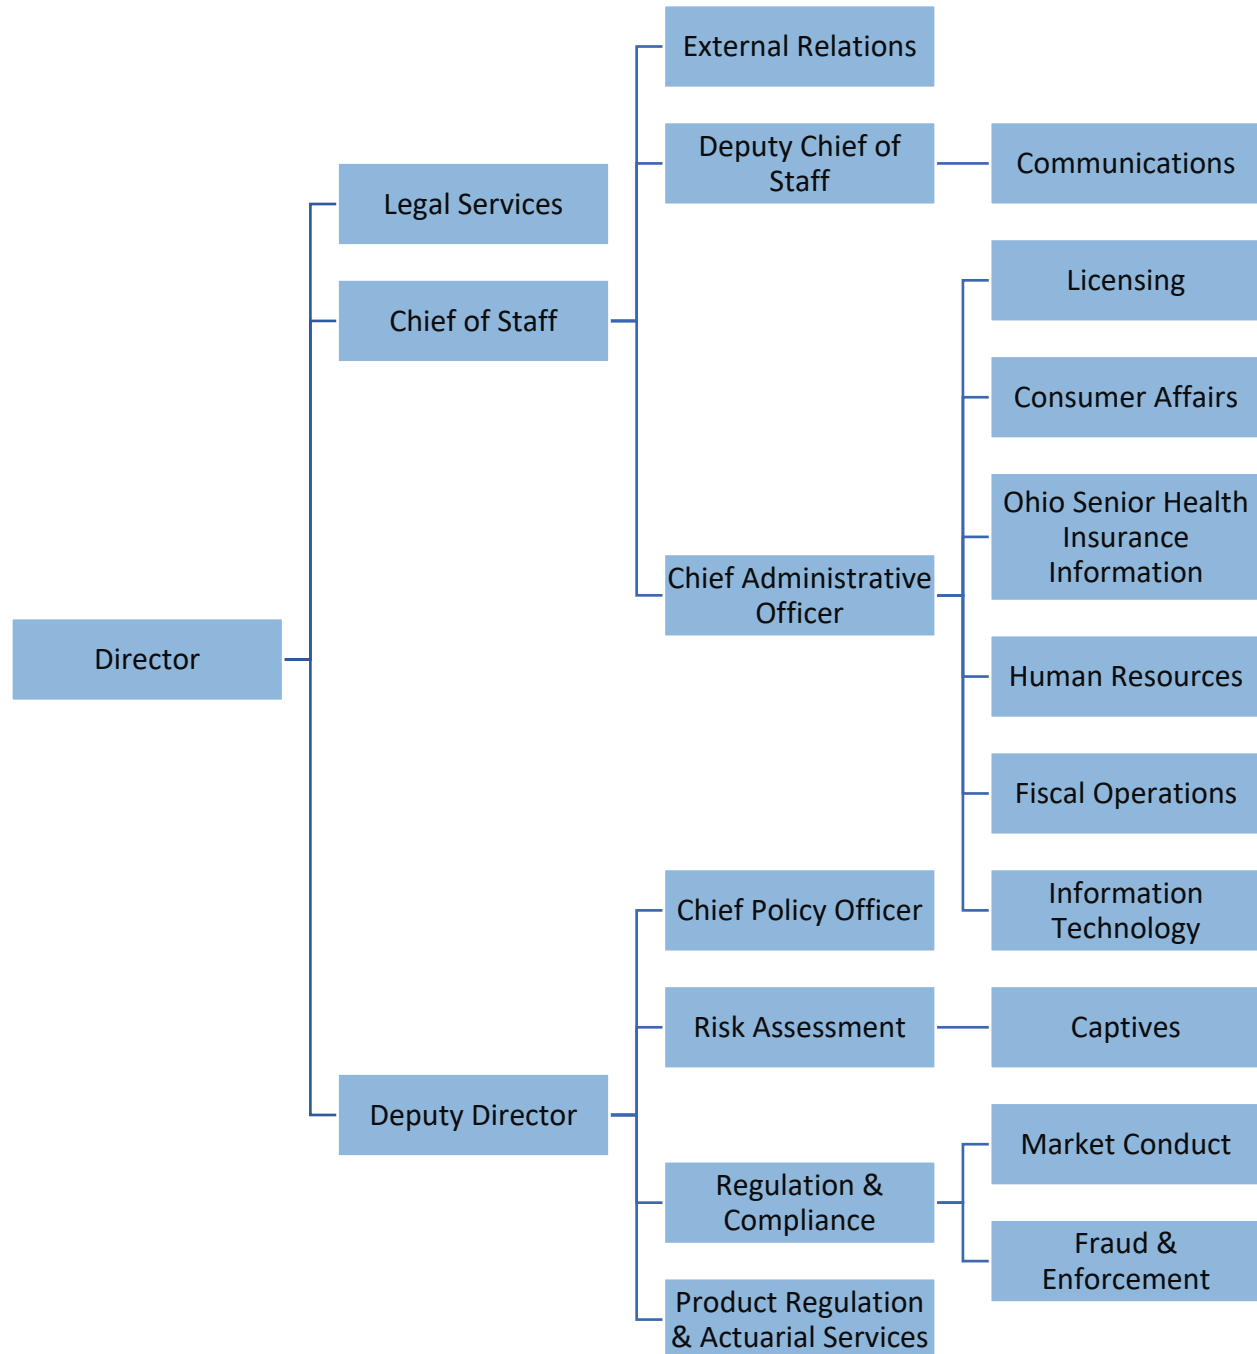 External Relations
Deputy Chief of
Staff
Communications
Legal Services
Licensing
Chief of Staff
Consumer Affairs
Ohio Senior Health
Insurance
Information
Chief Administrative
Officer
Director
Human Resources
Fiscal Operations
Chief Policy Officer
Information
Technology
Risk Assessment
Captives
Deputy Director
Market Conduct
Regulation &
Compliance
Fraud &
Enforcement
Product Regulation
& Actuarial Services